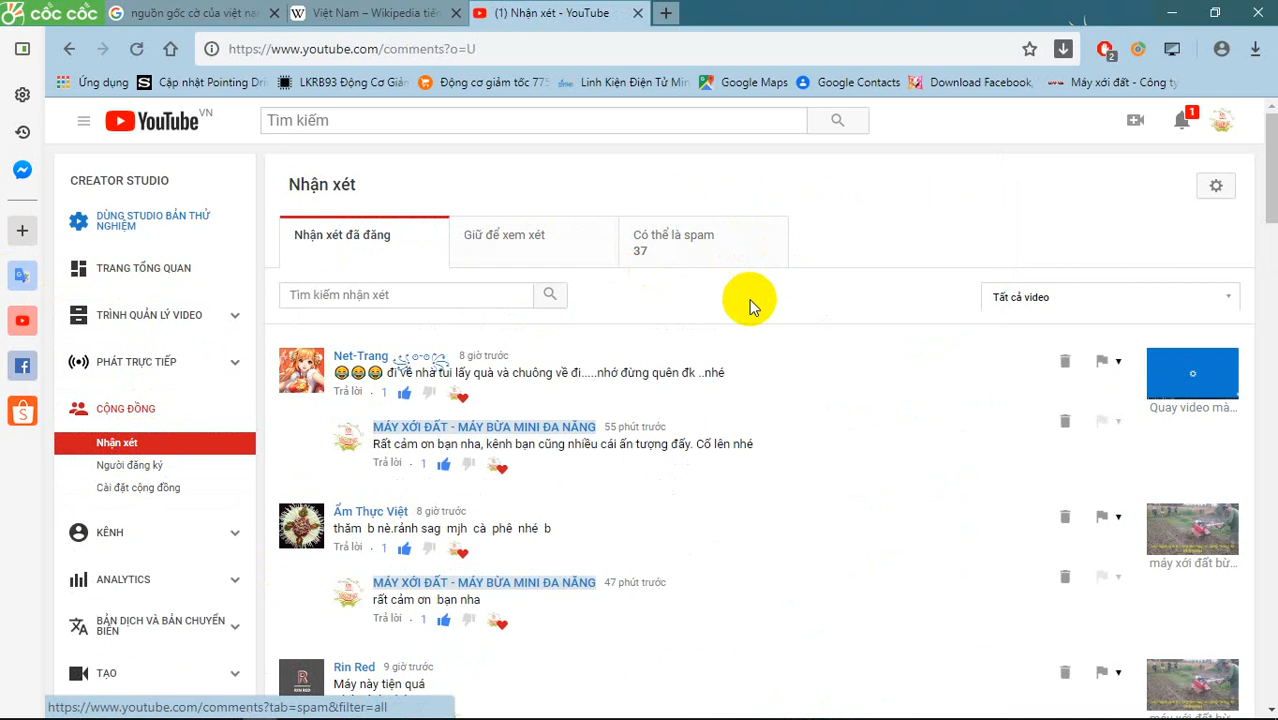 cốc cốc
nguồn gốc cờ của việt nam
Việt Nam – Wikipedia tiến
(1) Nhận xét - YouTube
https://www.youtube.com/comments?o=U
2
Ứng dụng
Cập nhật Pointing Dri
LKRB93 Động Cơ Giản
Động cơ giảm tốc 775
Linh Kiện Điện Tử Min
Google Maps
Google Contacts
Download Facebook,
Máy xới đất - Công ty
YouTube VN
Tìm kiếm
1
CREATOR STUDIO
DÙNG STUDIO BẢN THỬ
NGHIỆM
TRANG TỔNG QUAN
TRÌNH QUẢN LÝ VIDEO
PHÁT TRỰC TIẾP
CỘNG ĐỒNG
Nhận xét
Người đăng ký
Cài đặt cộng đồng
KÊNH
ANALYTICS
BẢN DỊCH VÀ BẢN CHUYỂN
BIÊN
TẠO
Nhận xét
Nhận xét đã đăng
Giữ để xem xét
Có thể là spam
37
Tìm kiếm nhận xét
Tất cả video
Net-Trang 8 giờ trước
🤣🤣🤣 đi về nhà tui lấy quà và chuông về đi.....nhớ đừng quên đk ..nhé
Trả lời . 1
Quay video mà...
MÁY XỚI ĐẤT - MÁY BỪA MINI ĐA NĂNG 55 phút trước
Rất cảm ơn bạn nha, kênh bạn cũng nhiều cái ấn tượng đấy. Cố lên nhé
Trả lời . 1
Ẩm Thực Việt 8 giờ trước
thăm b nè.rảnh sag mjh cà phê nhé b
Trả lời . 1
máy xới đất bừ...
MÁY XỚI ĐẤT - MÁY BỪA MINI ĐA NĂNG 47 phút trước
rất cảm ơn bạn nha
Trả lời . 1
Rin Red 9 giờ trước
Máy này tiện quá
RIN RED
https://www.youtube.com/comments?tab=spam&filter=all